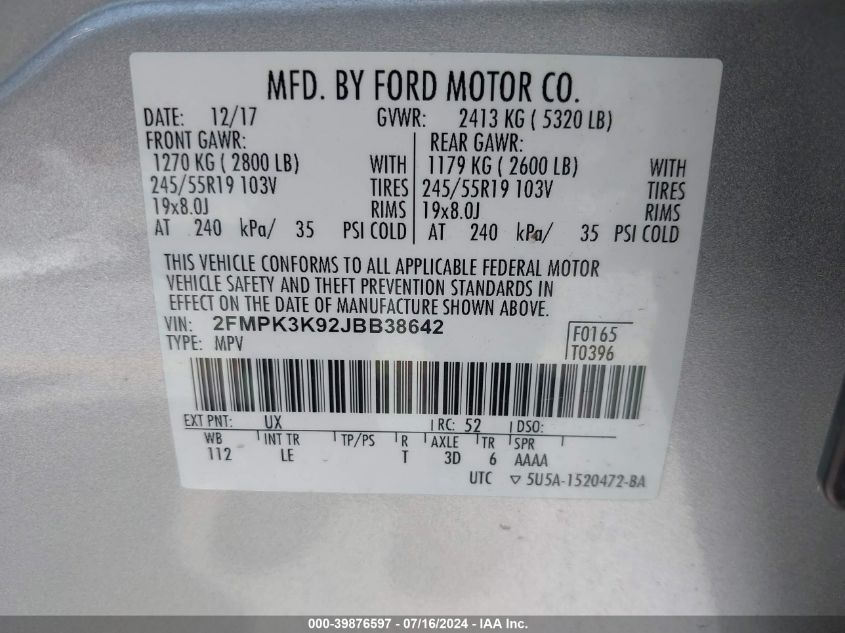 MFD. BY FORD MOTOR CO.
DATE: 12/17 GVWR: 2413 KG ( 5320 LB)
FRONT GAWR: REAR GAWR:
1270 KG ( 2800 LB) WITH 1179 KG ( 2600 LB) WITH
245/55R19 103V TIRES 245/55R19 103V TIRES
19x8.0J RIMS 19x8.0J RIMS
AT 240 kPa/ 35 PSI COLD AT 240 kPa/ 35 PSI COLD
THIS VEHICLE CONFORMS TO ALL APPLICABLE FEDERAL MOTOR
VEHICLE SAFETY AND THEFT PREVENTION STANDARDS IN
EFFECT ON THE DATE OF MANUFACTURE SHOWN ABOVE.
VIN: 2FMPK3K92JBB38642 F0165
TYPE: MPV T0396
EXT PNT: UX RC: 52 DSO:
WB INT TR TP/PS R AXLE TR SPR
112 LE T 3D 6 AAAA
UTC ▽ 5U5A-1520472-BA
000-39876597 - 07/16/2024 - IAA Inc.